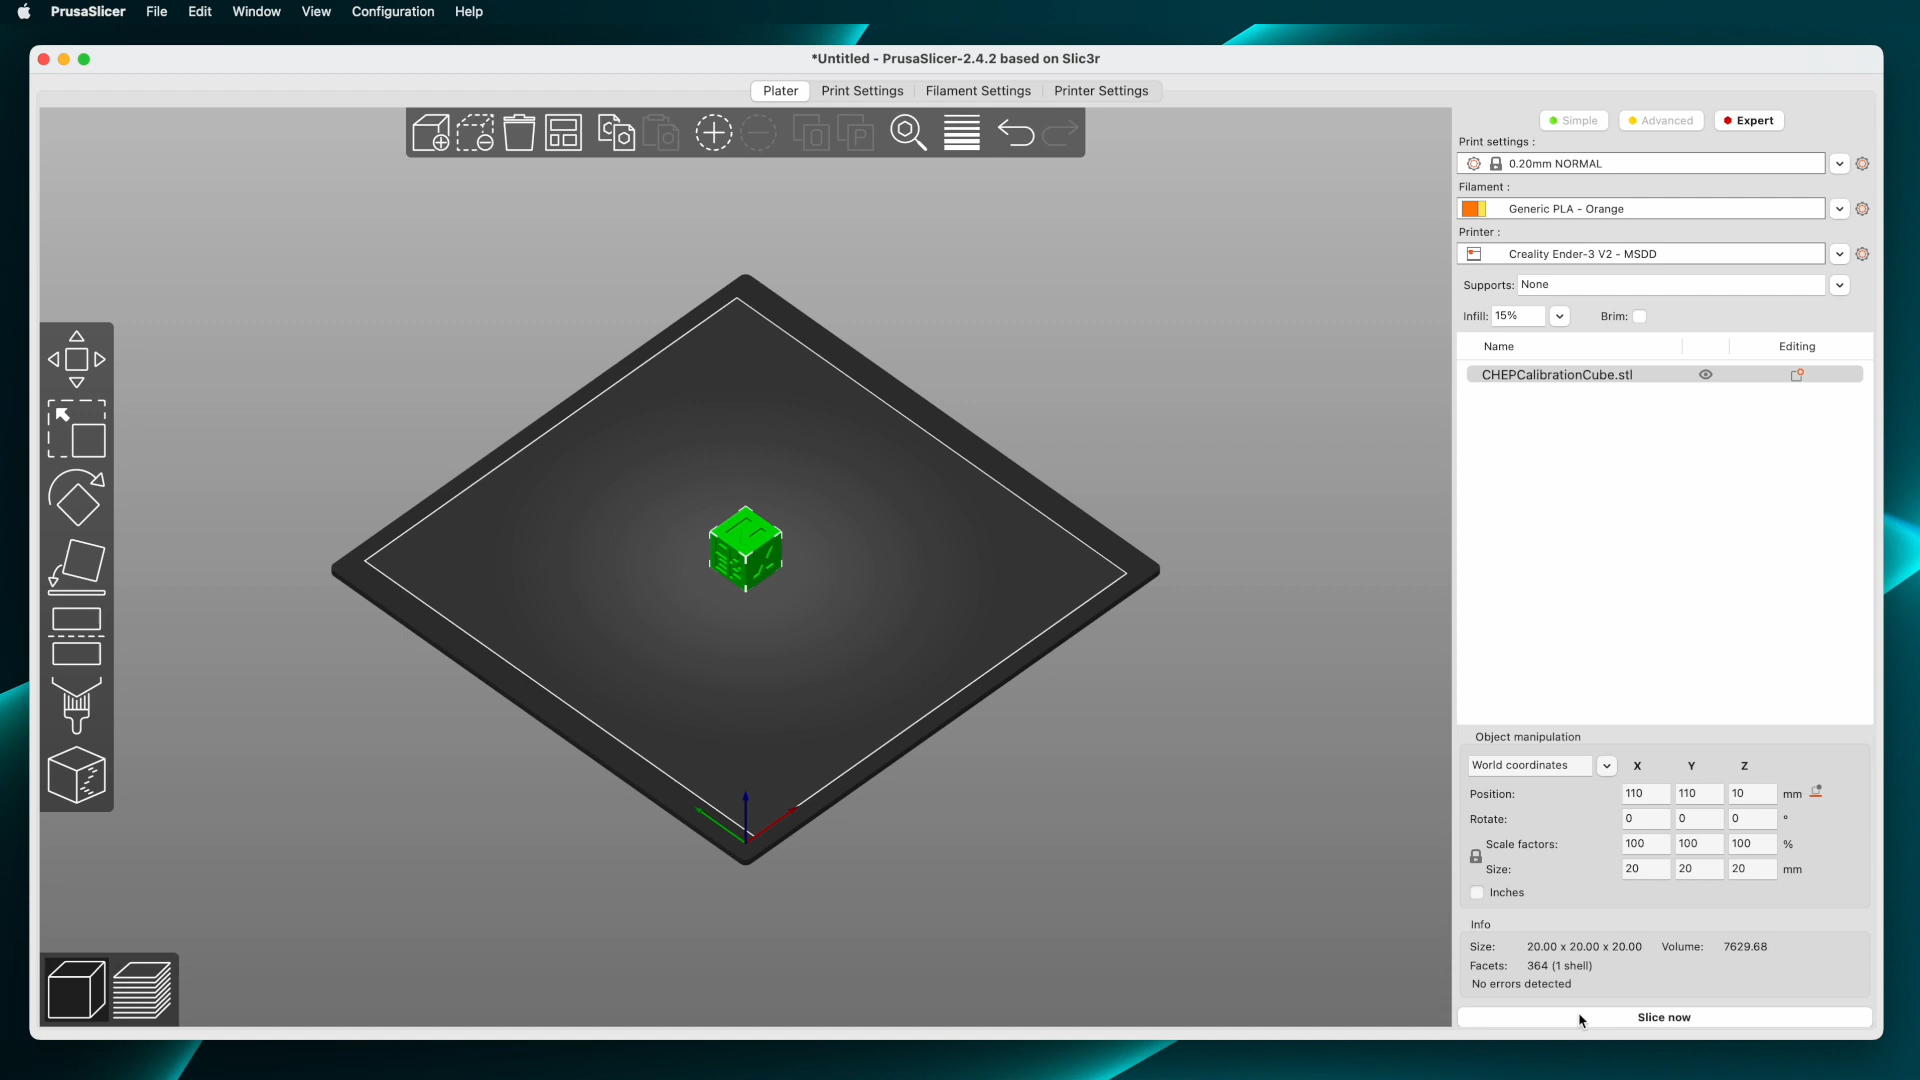 PrusaSlicer File Edit Window View Configuration Help
*Untitled - PrusaSlicer-2.4.2 based on Slic3r
Plater Print Settings Filament Settings Printer Settings
Simple Advanced Expert
Print settings :
0.20mm NORMAL
Filament :
Generic PLA - Orange
Printer :
Creality Ender-3 V2 - MSDD
Supports: None
Infill: 15% Brim:
Name Editing
CHEPCalibrationCube.stl
Object manipulation
World coordinates X Y Z
Position: 110 110 10 mm
Rotate: 0 0 0 °
Scale factors: 100 100 100 %
Size: 20 20 20 mm
Inches
Info
Size: 20.00 x 20.00 x 20.00 Volume: 7629.68
Facets: 364 (1 shell)
No errors detected
Slice now